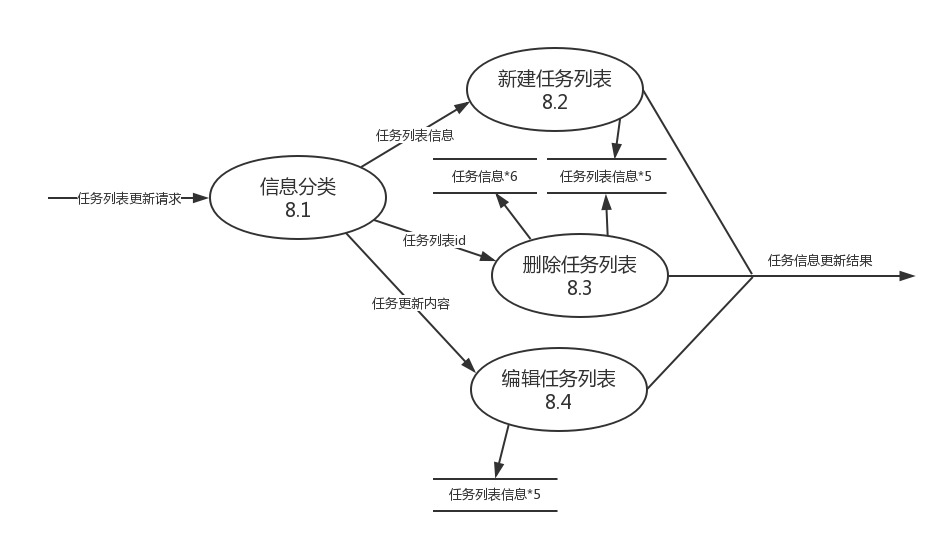 新建任务列表
8.2
任务列表信息
任务信息*6
任务列表信息*5
任务列表更新请求
信息分类
8.1
任务列表id
删除任务列表
8.3
任务信息更新结果
任务更新内容
编辑任务列表
8.4
任务列表信息*5